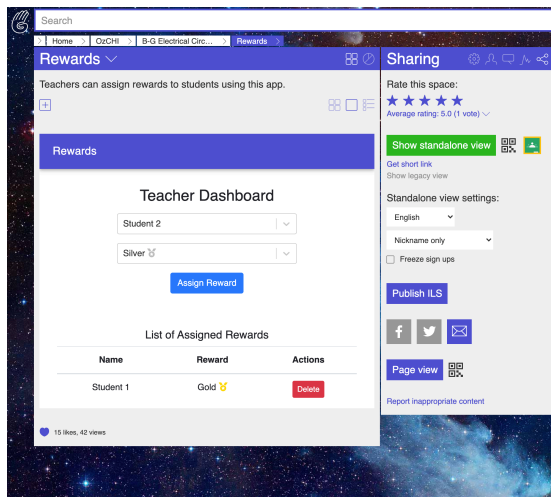 Search
Home
OzCHI
B-G Electrical Circ...
Rewards
Rewards
Teachers can assign rewards to students using this app.
Rewards
Teacher Dashboard
Student 2
Silver
Assign Reward
List of Assigned Rewards
Name Reward Actions
Student 1 Gold Delete
15 likes, 42 views
Sharing
Rate this space:
Average rating: 5.0 (1 vote)
Show standalone view
Get short link
Show legacy view
Standalone view settings:
English
Nickname only
Freeze sign ups
Publish ILS
Page view
Report inappropriate content